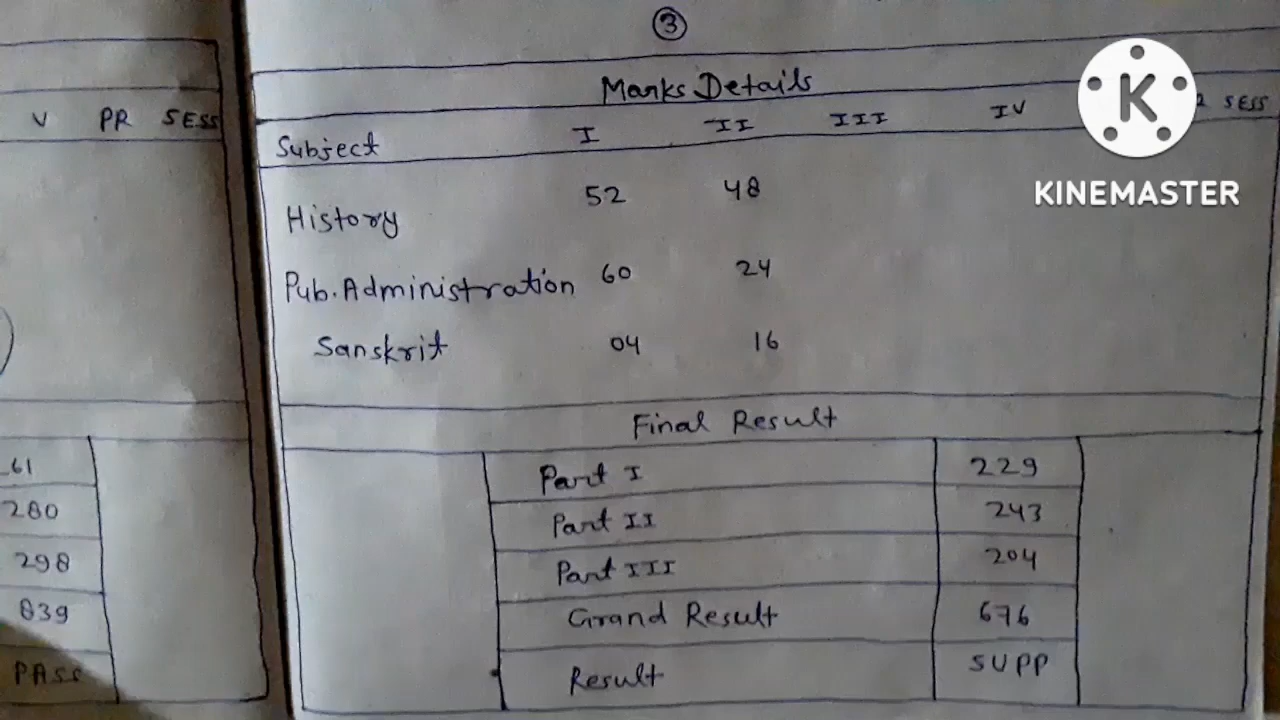 V PR SESS
61
280
298
839
PASS
3
Marks Details
Subject I II III IV SESS
History 52 48
Pub. Administration 60 24
Sanskrit 04 16
Final Result
Part I 229
Part II 243
Part III 204
Grand Result 676
Result SUPP
K
KINEMASTER